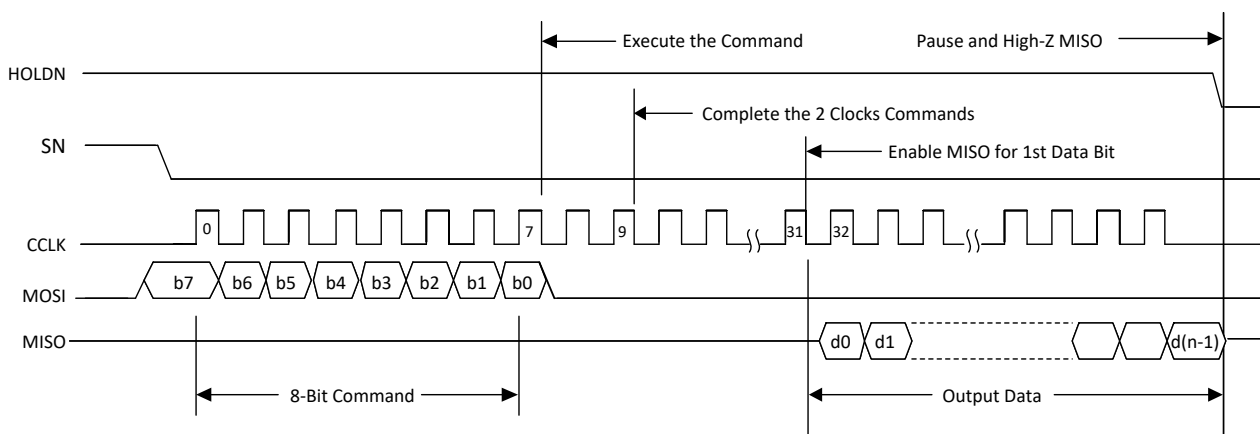 Execute the Command
Pause and High-Z MISO
HOLDN
Complete the 2 Clocks Commands
SN
Enable MISO for 1st Data Bit
CCLK
0
7
9
31
32
MOSI
b7
b6
b5
b4
b3
b2
b1
b0
MISO
d0
d1
d(n-1)
8-Bit Command
Output Data